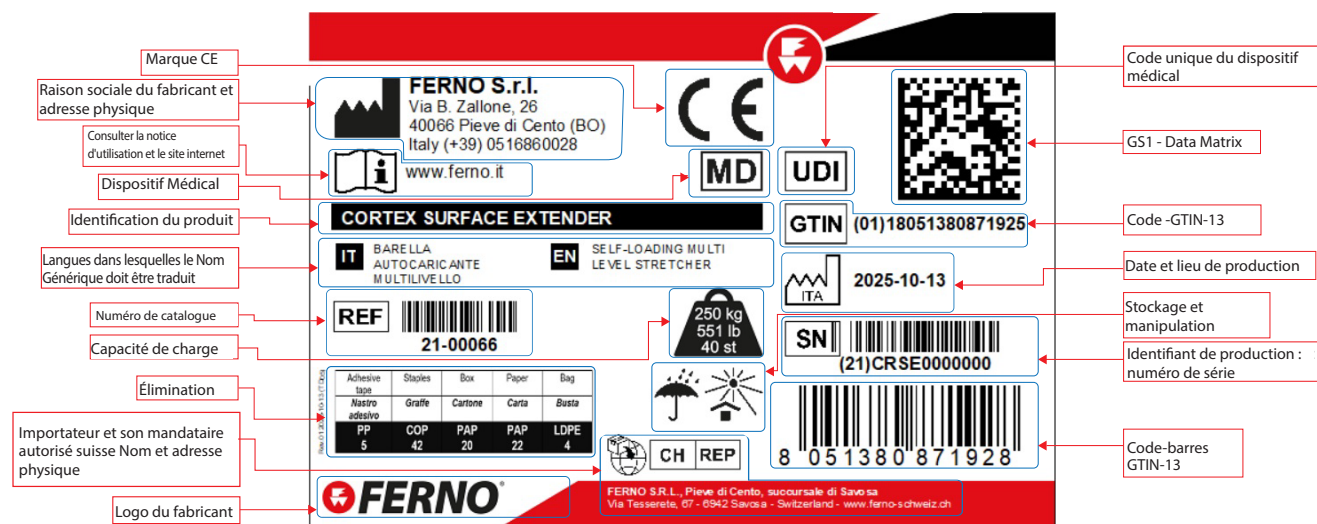 Marque CE
Raison sociale du fabricant et
adresse physique
Consulter la notice
d'utilisation et le site internet
Dispositif Médical
Identification du produit
Langues dans lesquelles le Nom
Générique doit être traduit
Numéro de catalogue
Capacité de charge
Élimination
Importateur et son mandataire
autorisé suisse Nom et adresse
physique
Logo du fabricant
FERNO S.r.l.
Via B. Zallone, 26
40066 Pieve di Cento (BO)
Italy (+39) 0516860028
www.ferno.it
CE
MD
UDI
CORTEX SURFACE EXTENDER
GTIN (01)18051380871925
IT BARELLA
AUTOCARICANTE
MULTILIVELLO
EN SELF-LOADING MULTI
LEVEL STRETCHER
ITA
2025-10-13
REF
21-00066
250 kg
551 lb
40 st
SN
(21)CRSE0000000
Adhesive tape Staples Box Paper Bag
Nastro adesivo Graffe Cartone Carta Busta
PP COP PAP PAP LDPE
5 42 20 22 4
8 051380 871928
CH REP
FERNO®
FERNO S.R.L., Pieve di Cento, succursale di Savosa
Via Tesserete, 67 - 6942 Savosa - Switzerland - www.ferno-schweiz.ch
Code unique du dispositif
médical
GS1 - Data Matrix
Code -GTIN-13
Date et lieu de production
Stockage et
manipulation
Identifiant de production :
numéro de série
Code-barres
GTIN-13